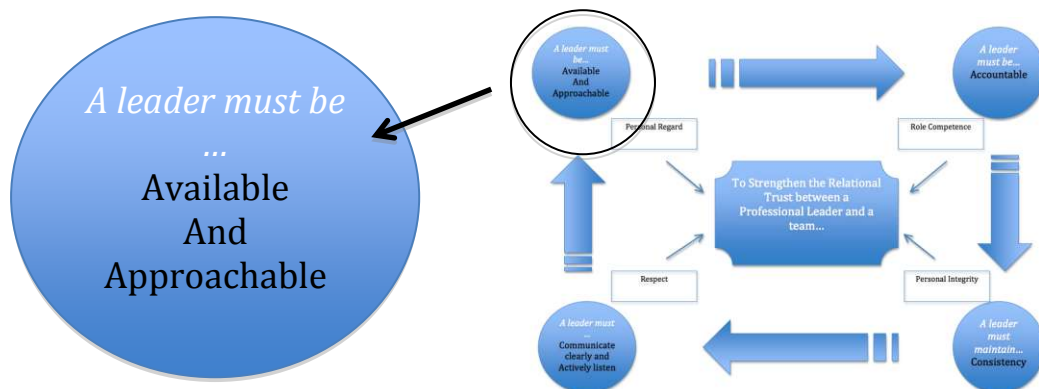 A leader must be
...
Available
And
Approachable
A leader must
be...
Available
And
Approachable
A leader
must be...
Accountable
Personal Regard
Role Competence
To Strengthen the Relational
Trust between a
Professional Leader and a
team...
Respect
Personal Integrity
A leader must
...
Communicate
clearly and
Actively listen
A leader
must
maintain...
Consistency